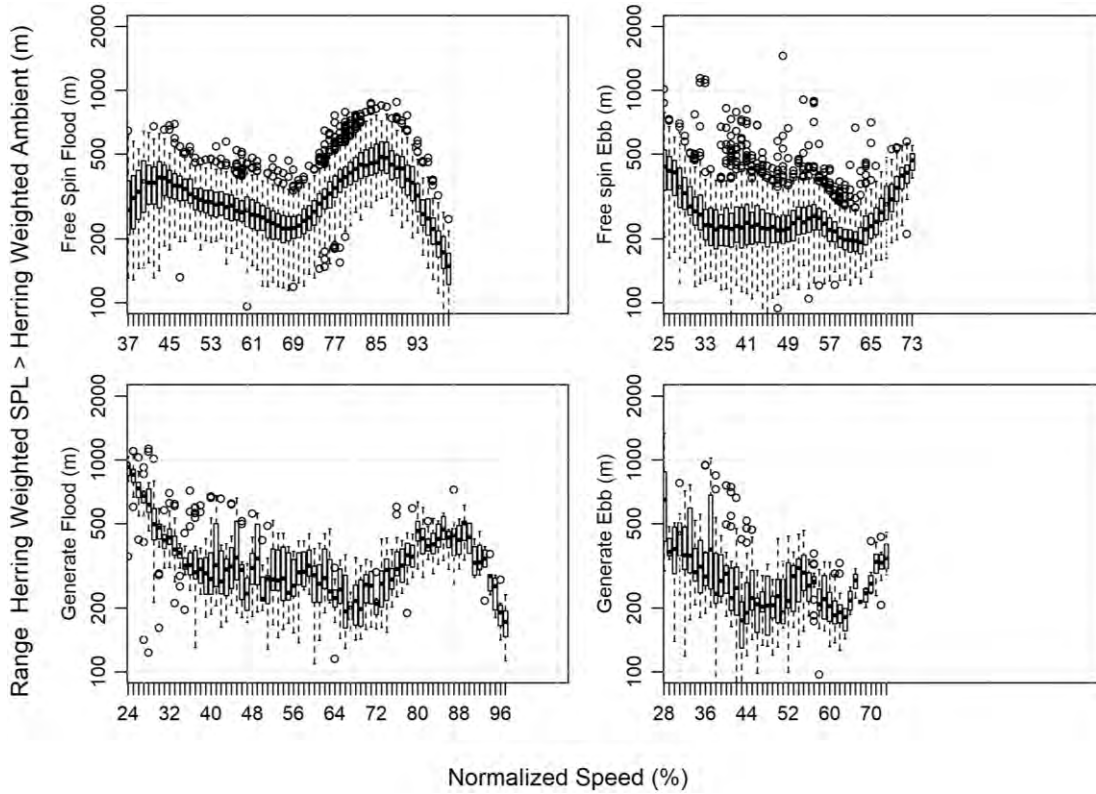 Range Herring Weighted SPL > Herring Weighted Ambient (m)
Free Spin Flood (m)
2000
1000
500
200
100
37 45 53 61 69 77 85 93
Free spin Ebb (m)
2000
1000
500
200
100
25 33 41 49 57 65 73
Generate Flood (m)
2000
1000
500
200
100
24 32 40 48 56 64 72 80 88 96
Generate Ebb (m)
2000
1000
500
200
100
28 36 44 52 60 70
Normalized Speed (%)